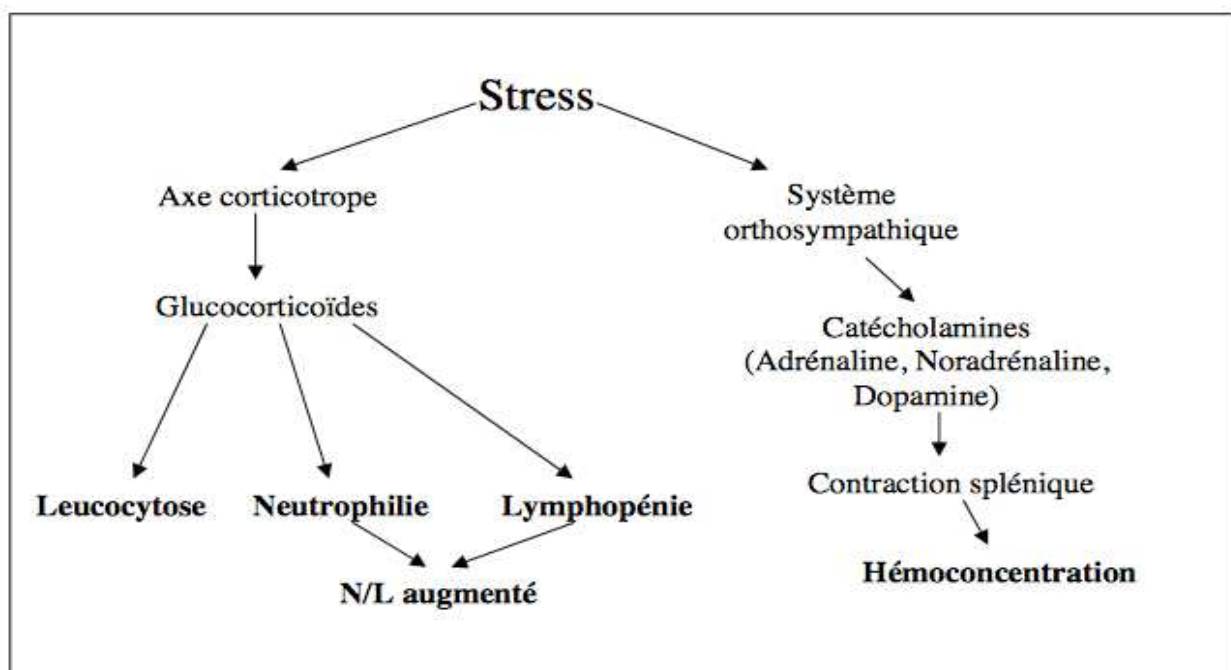 Stress
Axe corticotrope
Système
orthosympathique
Glucocorticoïdes
Catécholamines
(Adrénaline, Noradrénaline,
Dopamine)
Contraction splénique
Leucocytose
Neutrophilie
Lymphopénie
Hémoconcentration
N/L augmenté